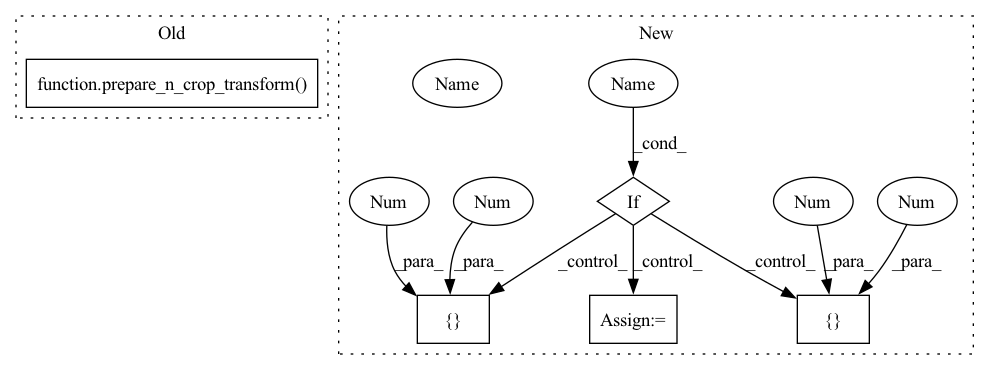 Old
New
function.prepare_n_crop_transform()
Name
Name
_cond_
Num
Num
If
Num
Num
_para_
_para_
_control_
_control_
_control_
_para_
_para_
{}
Assign:=
{}